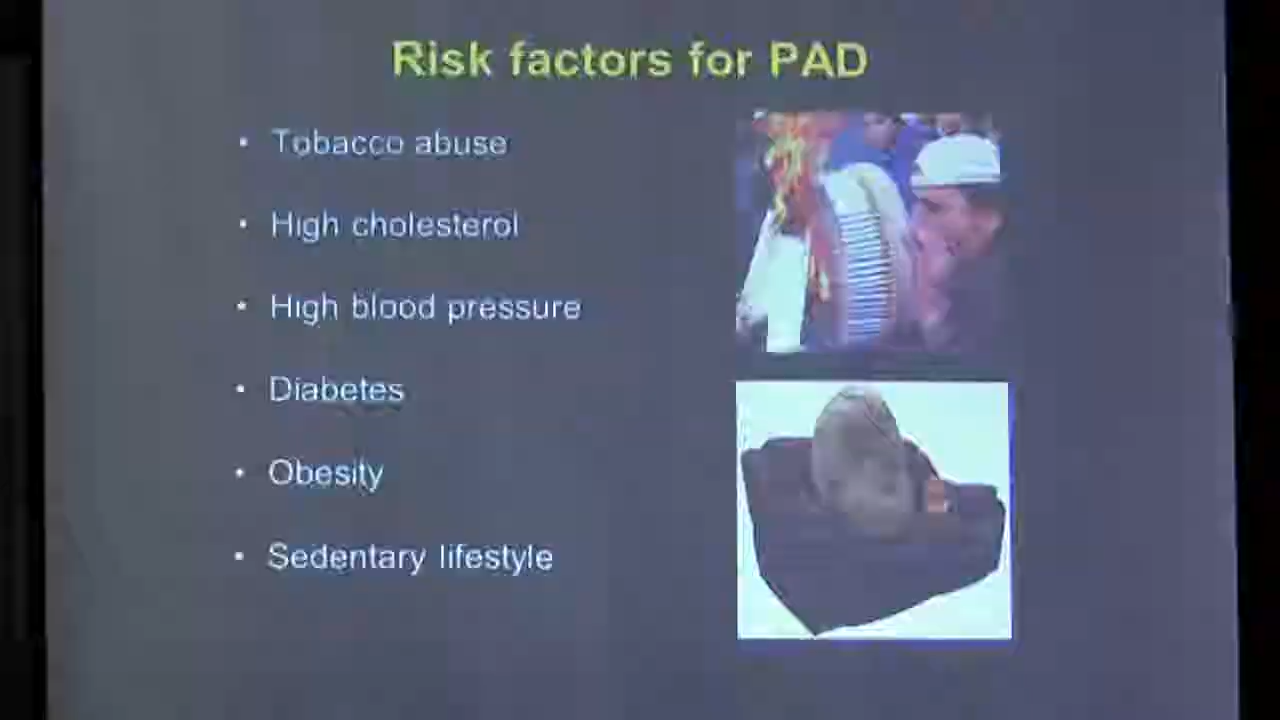 Risk factors for PAD
• Tobacco abuse
• High cholesterol
• High blood pressure
• Diabetes
• Obesity
• Sedentary lifestyle